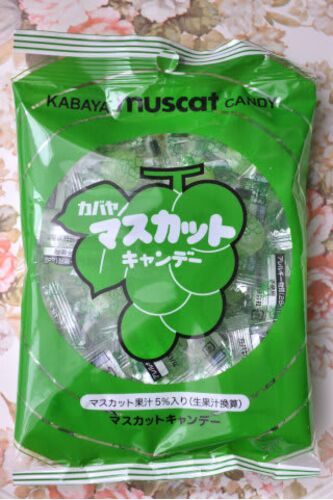 KABAYA muscat CANDY
カバヤ
マスカット
キャンデー
マスカット果汁5%入り(生果汁換算)
マスカットキャンデー